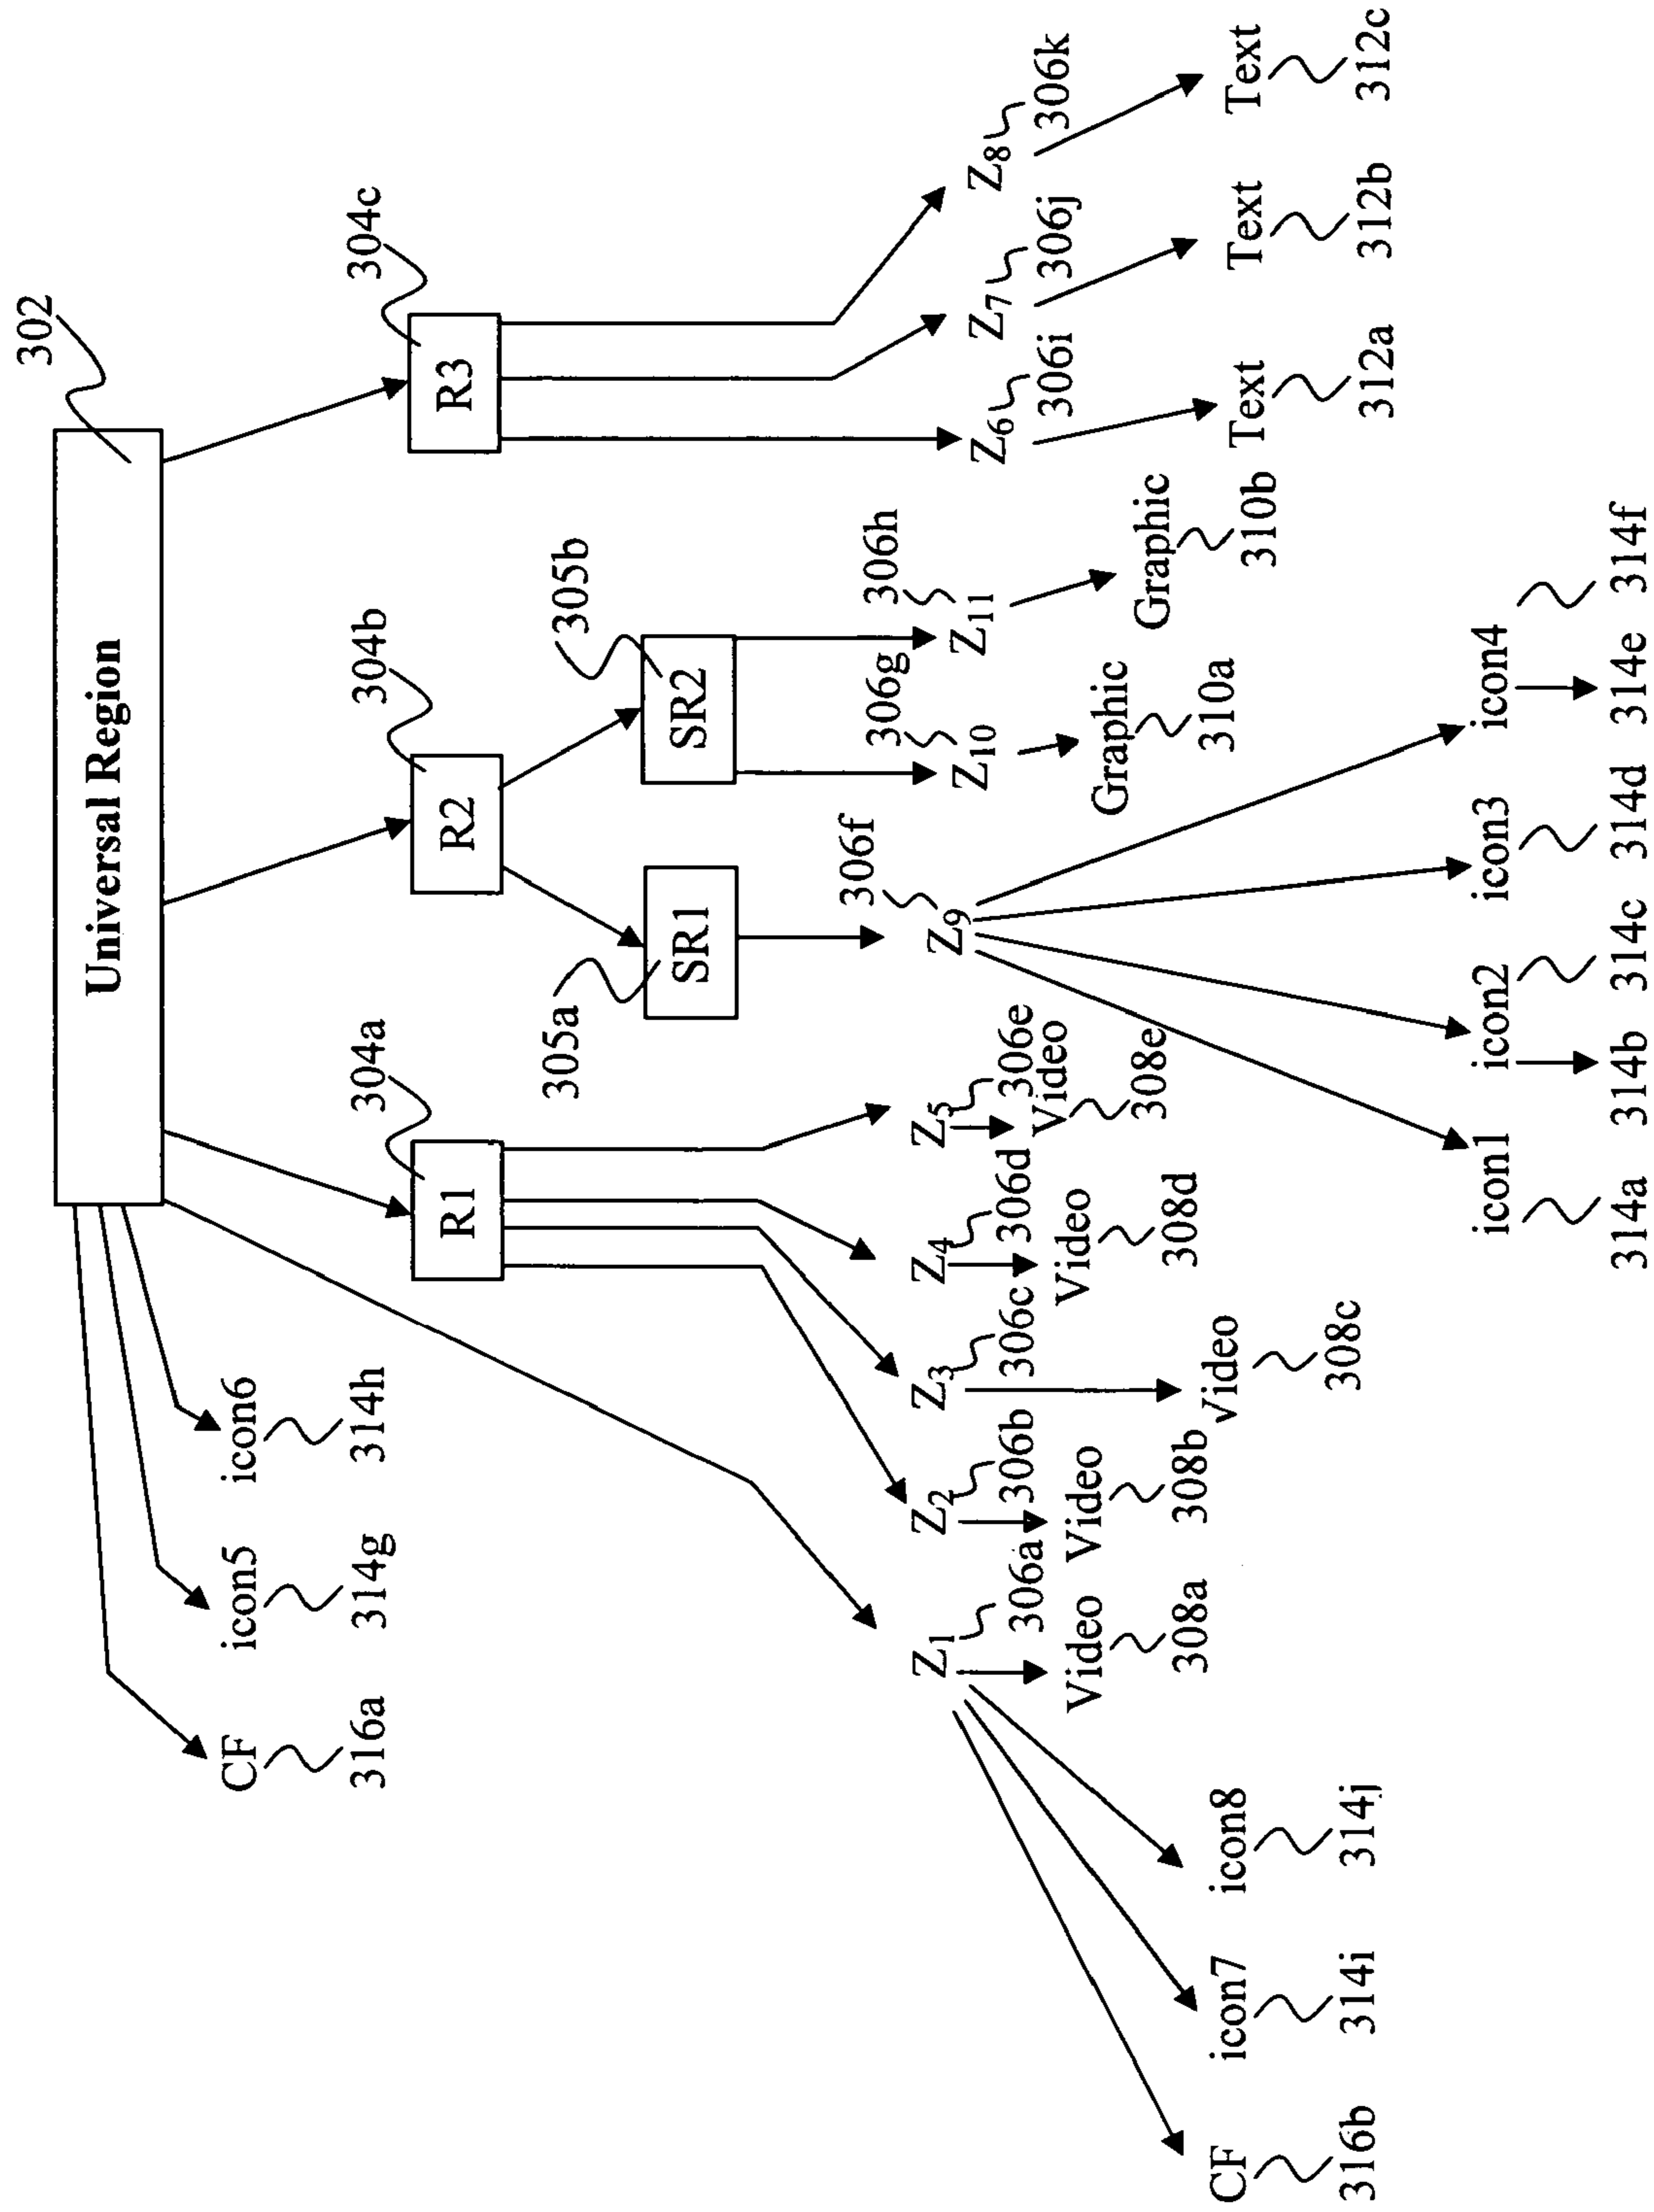 302
Universal Region
CF
316a
icon5
314g
icon6
314h
304a
R1
304b
R2
304c
R3
305a
SR1
305b
SR2
Z1
306a
Z2
306b
Z3
306c
Z4
306d
Z5
306e
Z9
306f
Z10
306g
Z11
306h
Z6
306i
Z7
306j
Z8
306k
Video
308a
Video
308b
Video
308c
Video
308d
Video
308e
Graphic
310a
Graphic
310b
Text
312a
Text
312b
Text
312c
CF
316b
icon7
314i
icon8
314j
icon1
icon2
icon3
icon4
314a
314b
314c
314d
314e
314f